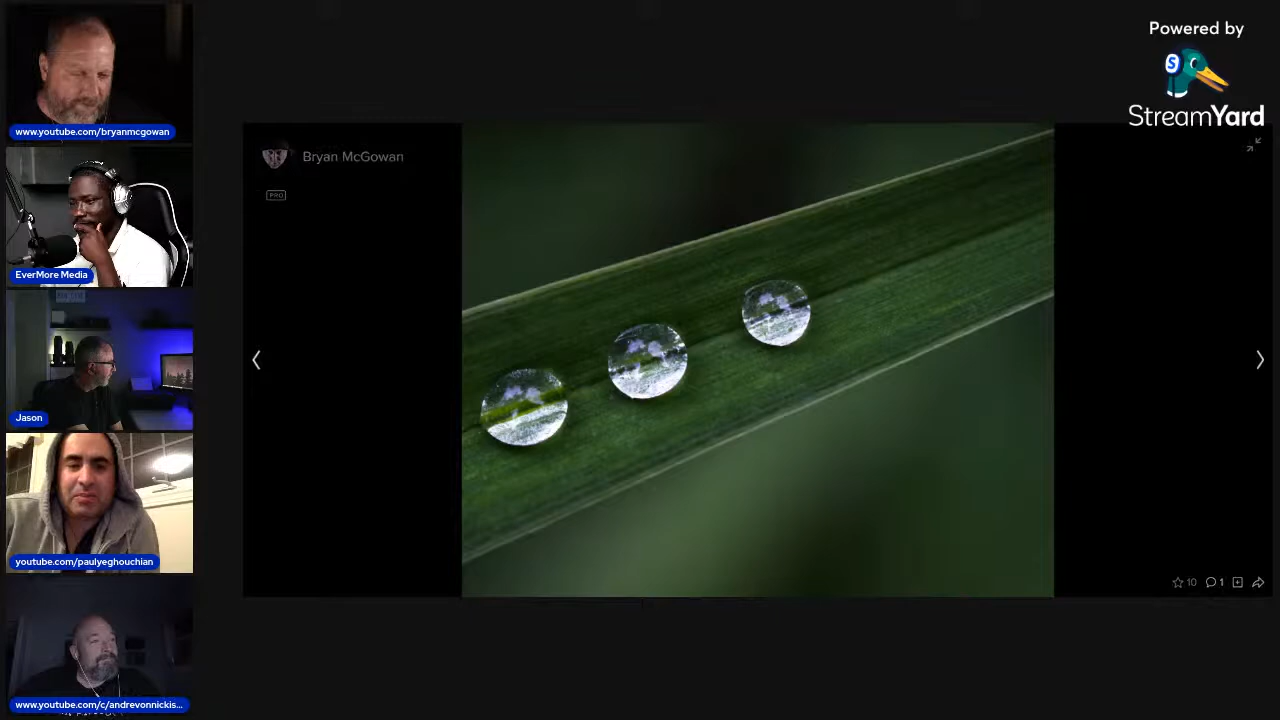 www.youtube.com/bryanmcgowan
EverMore Media
Jason
youtube.com/paulyeghouchian
www.youtube.com/c/andrevonnickis...
Bryan McGowan
PRO
Powered by
S
StreamYard
10
1